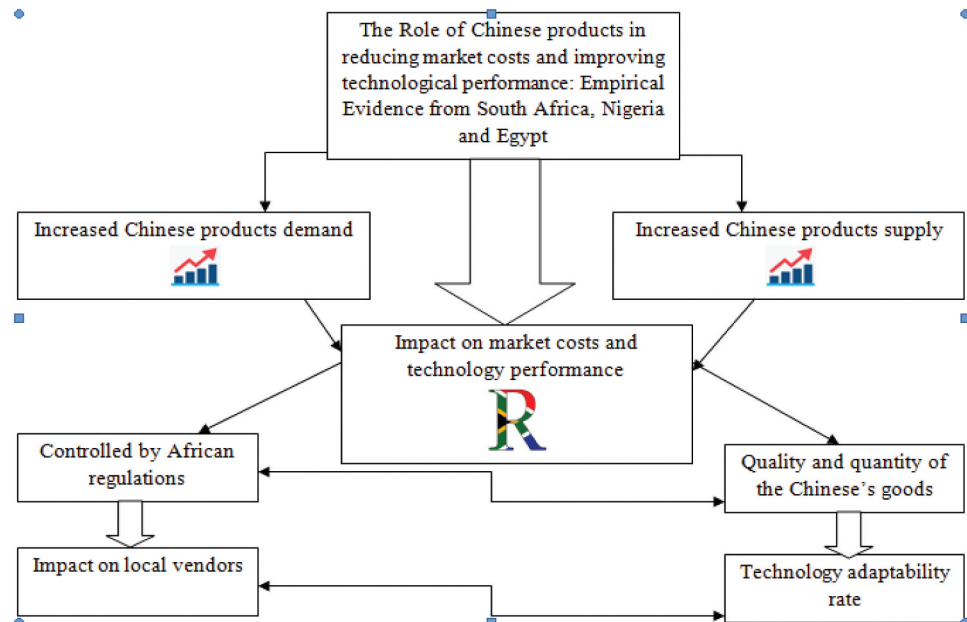 The Role of Chinese products in
reducing market costs and improving
technological performance: Empirical
Evidence from South Africa, Nigeria
and Egypt
Increased Chinese products demand
Increased Chinese products supply
Impact on market costs and
technology performance
R
Controlled by African
regulations
Quality and quantity of
the Chinese’s goods
Impact on local vendors
Technology adaptability
rate